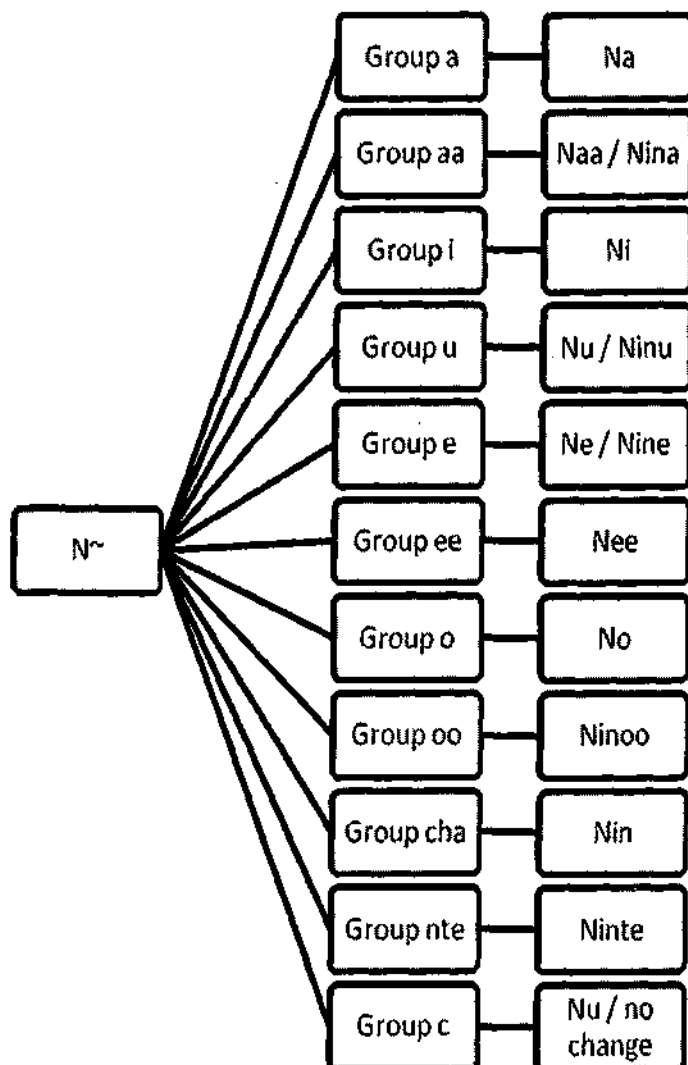 Group a
Na
Group aa
Naa / Nina
Group i
Ni
Group u
Nu / Ninu
Group e
Ne / Nine
N~
Group ee
Nee
Group o
No
Group oo
Ninoo
Group cha
Nin
Group nte
Ninte
Group c
Nu / no
change